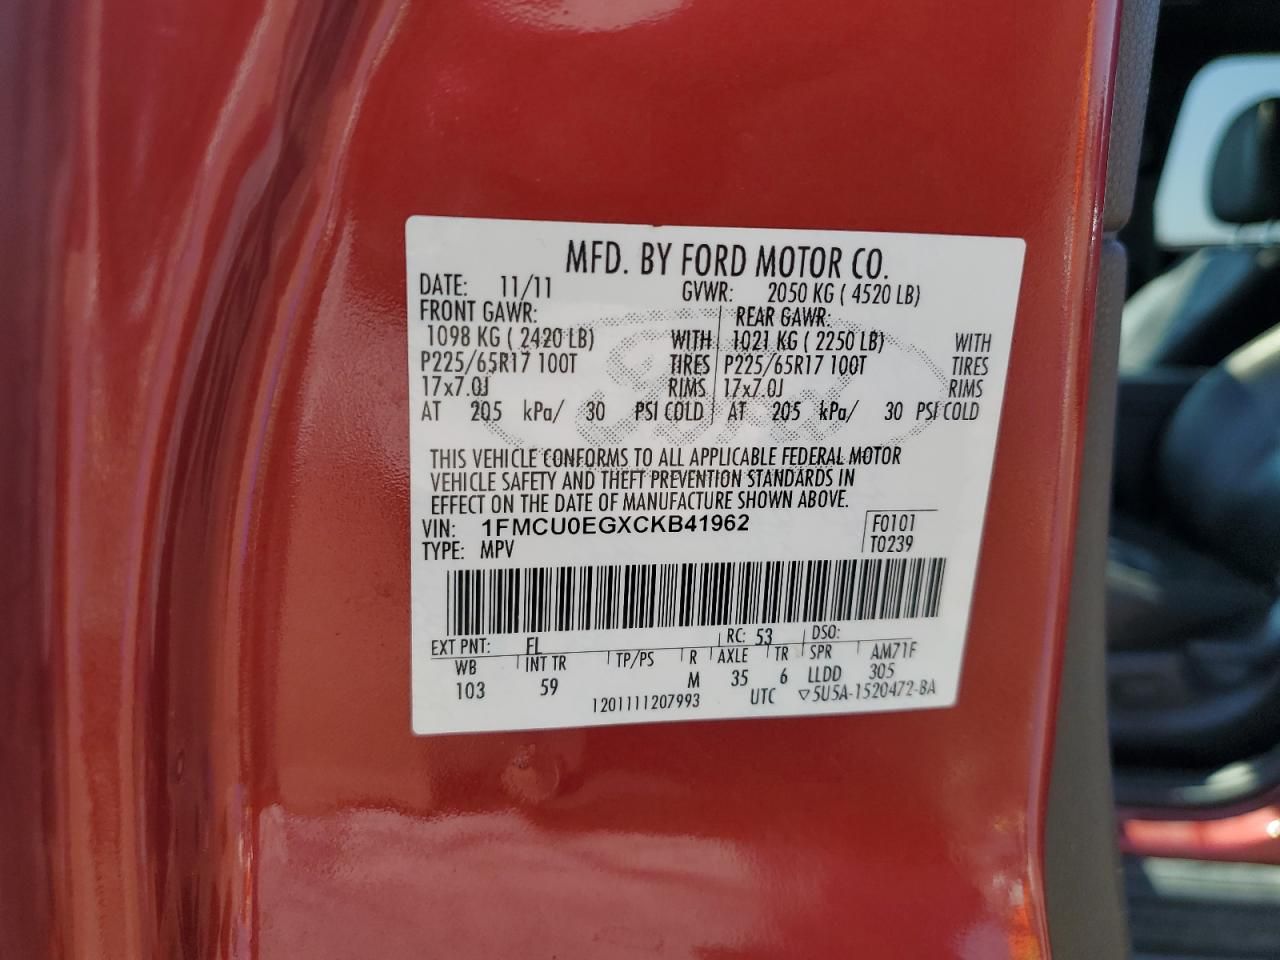 MFD. BY FORD MOTOR CO.
DATE: 11/11 GVWR: 2050 KG ( 4520 LB)
FRONT GAWR: REAR GAWR:
1098 KG ( 2420 LB) WITH 1021 KG ( 2250 LB) WITH
P225/65R17 100T TIRES P225/65R17 100T TIRES
17x7.0J RIMS 17x7.0J RIMS
AT 205 kPa/ 30 PSI COLD AT 205 kPa/ 30 PSI COLD
Ford
THIS VEHICLE CONFORMS TO ALL APPLICABLE FEDERAL MOTOR
VEHICLE SAFETY AND THEFT PREVENTION STANDARDS IN
EFFECT ON THE DATE OF MANUFACTURE SHOWN ABOVE.
VIN: 1FMCU0EGXCKB41962 F0101
TYPE: MPV T0239
EXT PNT: FL RC: 53 DSO:
WB INT TR TP/PS R AXLE TR SPR AM71F
103 59 M 35 6 LLDD 305
1201111207993 UTC ▽5U5A-1520472-BA